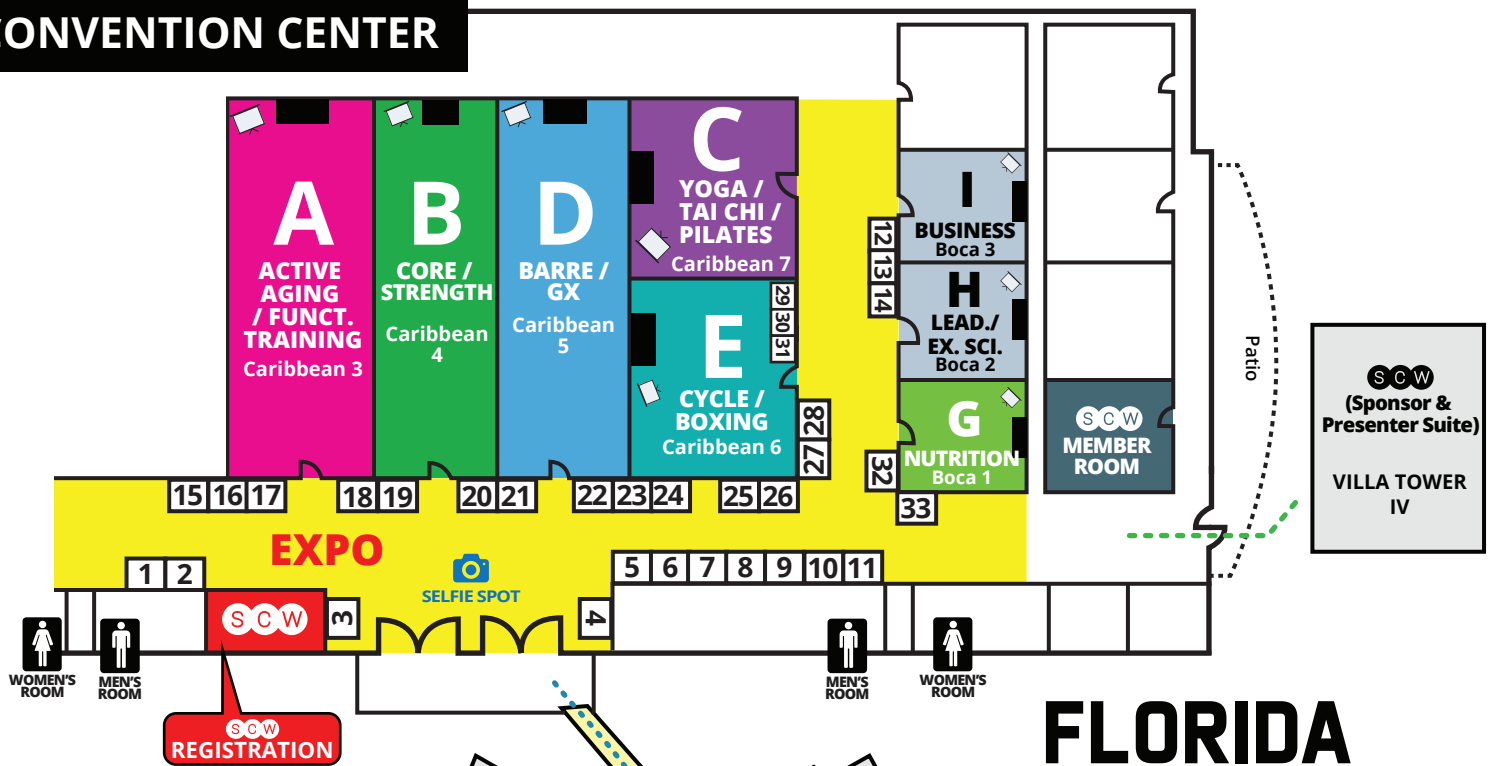 CONVENTION CENTER
A
ACTIVE
AGING
/ FUNCT.
TRAINING
Caribbean 3
B
CORE /
STRENGTH
Caribbean
4
D
BARRE /
GX
Caribbean
5
C
YOGA /
TAI CHI /
PILATES
Caribbean 7
E
CYCLE /
BOXING
Caribbean 6
29
30
31
28
27
12
13
14
I
BUSINESS
Boca 3
H
LEAD./
EX. SCI.
Boca 2
G
NUTRITION
Boca 1
32
33
SCW
MEMBER
ROOM
Patio
SCW
(Sponsor &
Presenter Suite)
VILLA TOWER
IV
15 16 17
18 19
20 21
22 23 24
25 26
EXPO
1 2
SELFIE SPOT
5 6 7 8 9 10 11
SCW
3
4
WOMEN'S
ROOM
MEN'S
ROOM
MEN'S
ROOM
WOMEN'S
ROOM
SCW
REGISTRATION
FLORIDA